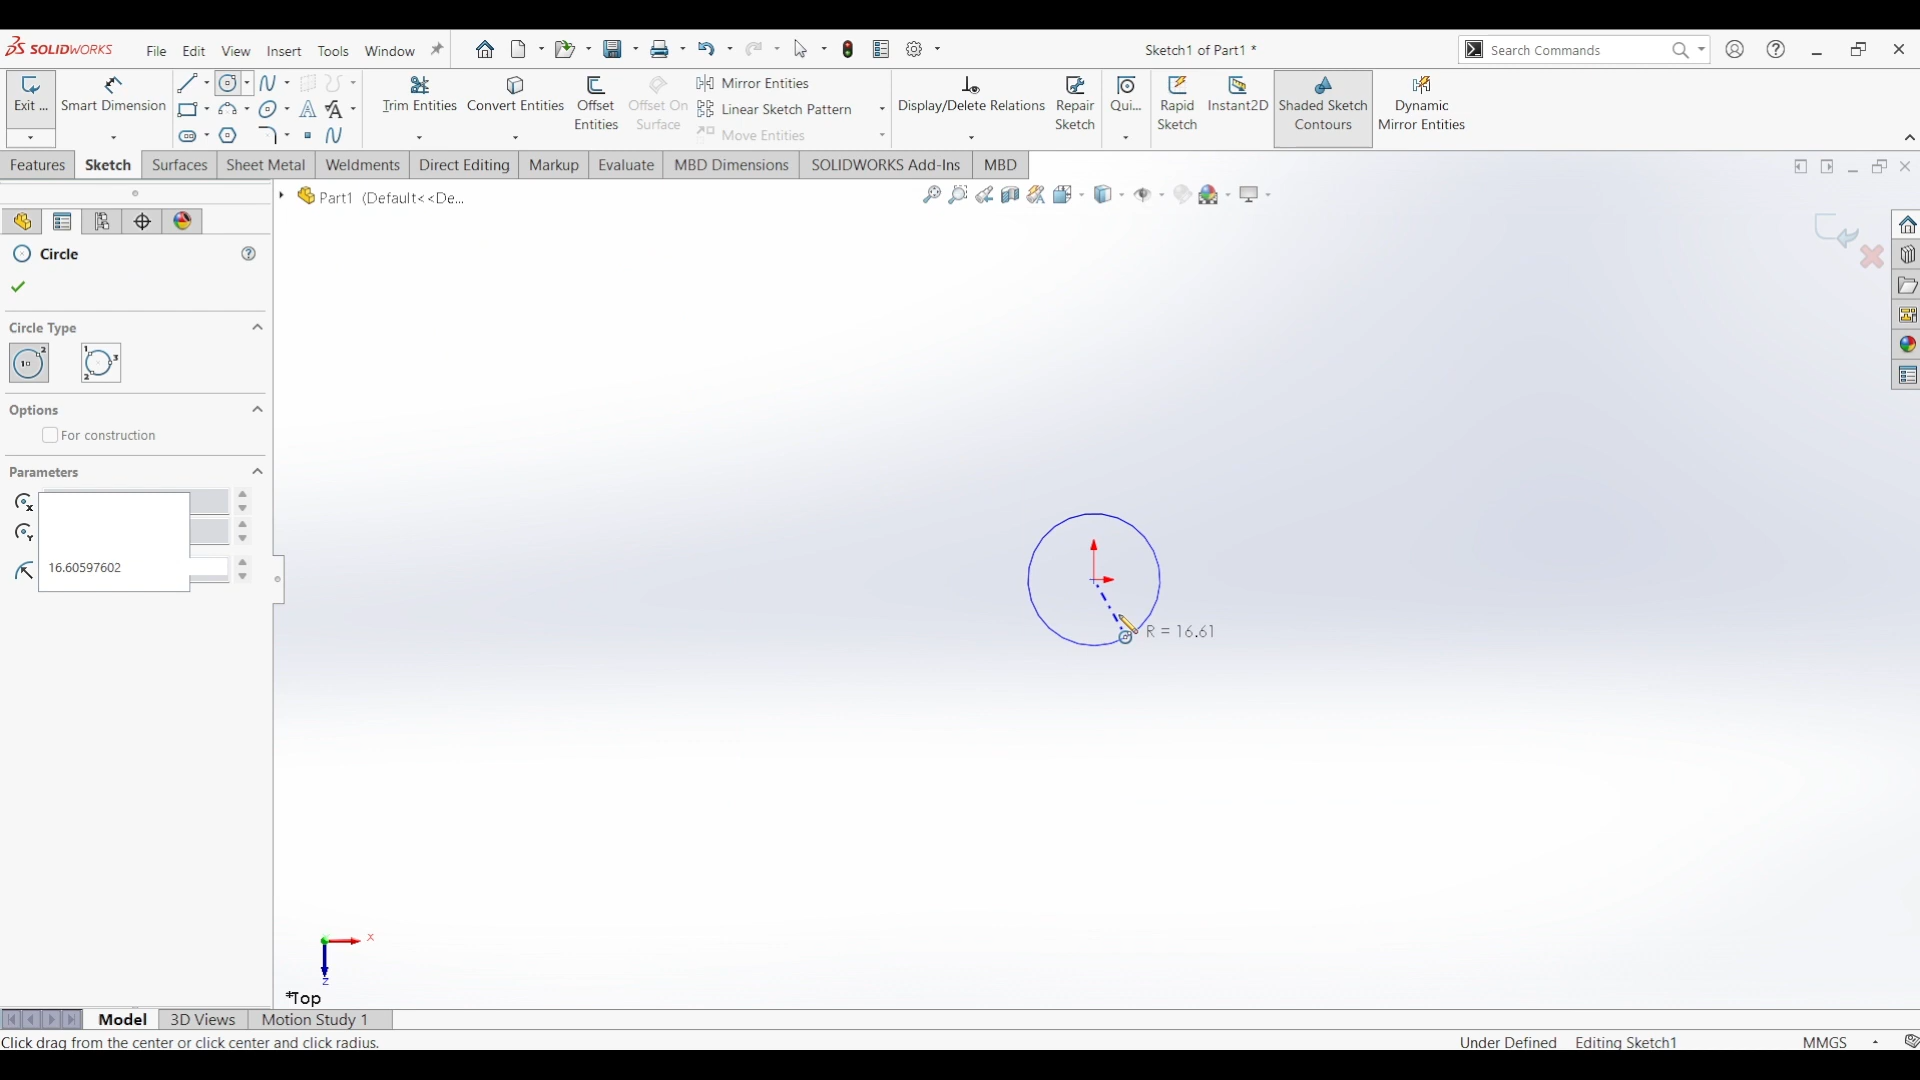 SOLIDWORKS
File Edit View Insert Tools Window
Sketch1 of Part1 *
Search Commands
Exit ... Smart Dimension
Trim Entities Convert Entities Offset Entities Offset On Surface
Mirror Entities
Linear Sketch Pattern
Move Entities
Display/Delete Relations Repair Sketch Qui... Rapid Sketch Instant2D Shaded Sketch Contours Dynamic Mirror Entities
Features Sketch Surfaces Sheet Metal Weldments Direct Editing Markup Evaluate MBD Dimensions SOLIDWORKS Add-Ins MBD
Part1 (Default<<De...
Circle
Circle Type
Options
For construction
Parameters
16.60597602
R = 16.61
x
z
*Top
Model 3D Views Motion Study 1
Click drag from the center or click center and click radius.
Under Defined Editing Sketch1 MMGS